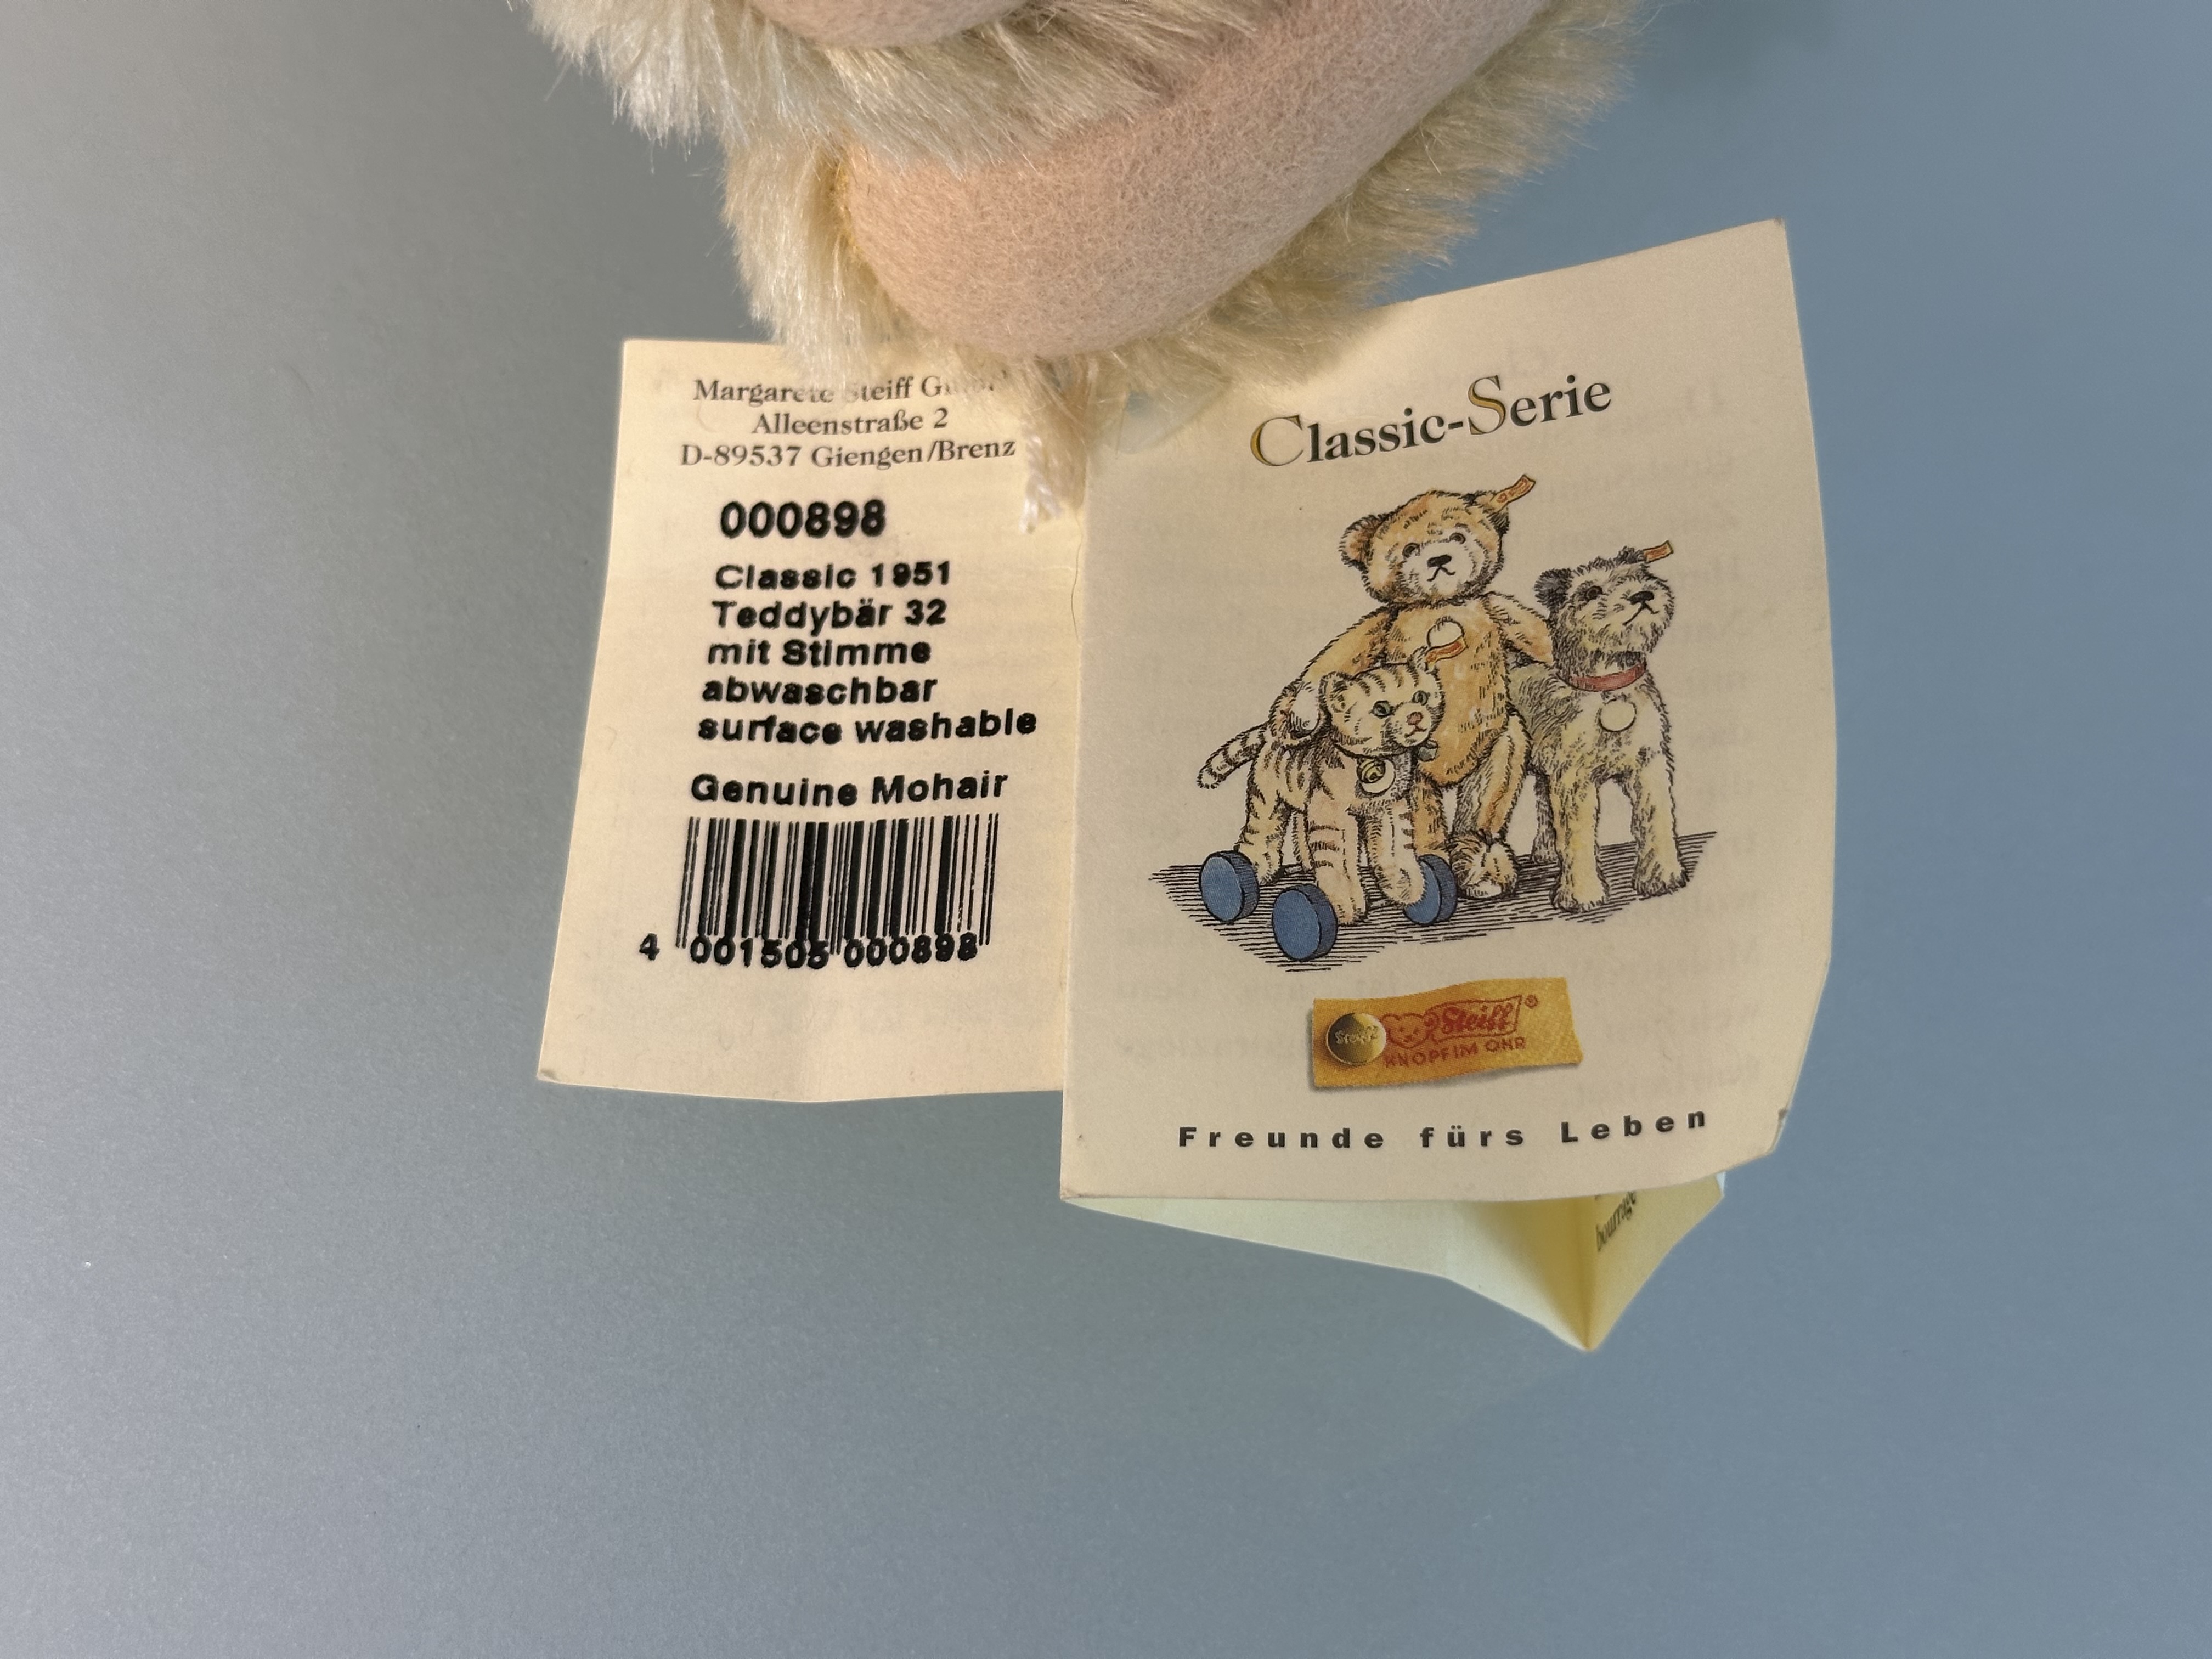 Margarete Steiff G
Alleenstraße 2
D-89537 Giengen/Brenz
000898
Classic 1951
Teddybär 32
mit Stimme
abwaschbar
surface washable
Genuine Mohair
4 001505 000898
Classic-Serie
Steiff
Steiff ®
KNOPF IM OHR
Freunde fürs Leben